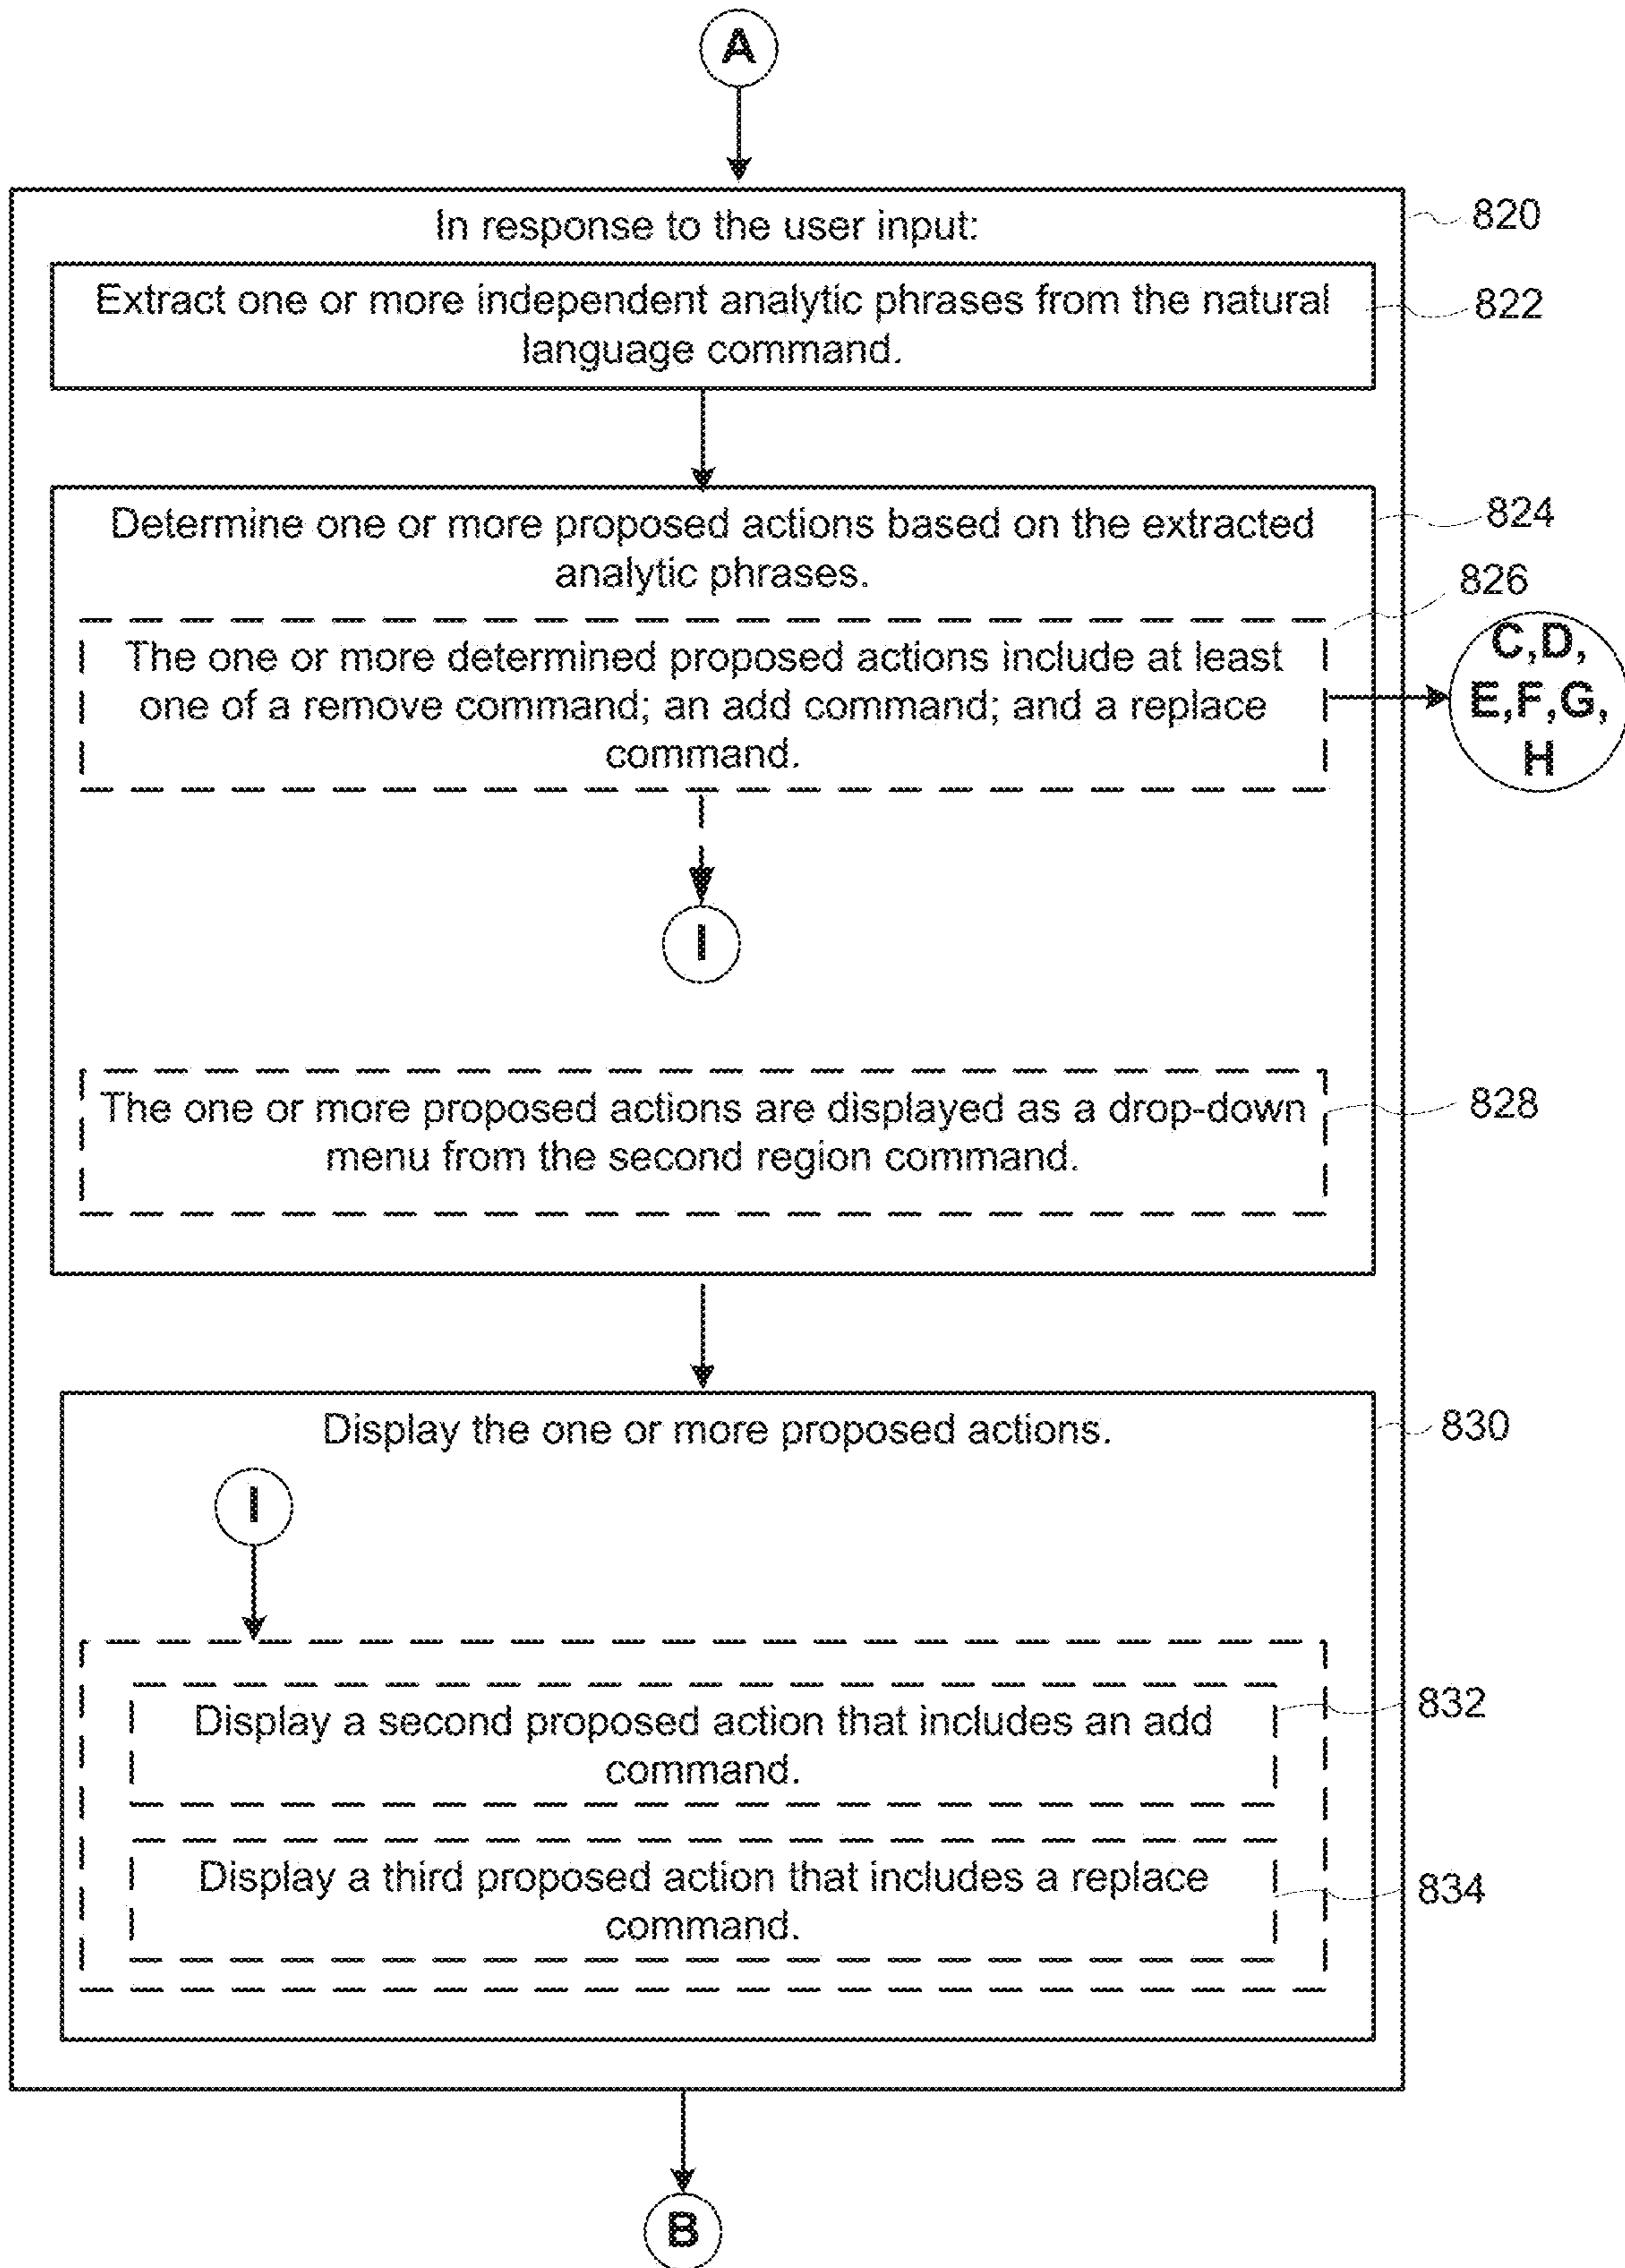 A
In response to the user input:
820
Extract one or more independent analytic phrases from the natural
language command.
822
Determine one or more proposed actions based on the extracted
analytic phrases.
824
826
The one or more determined proposed actions include at least
one of a remove command; an add command; and a replace
command.
C,D,
E,F,G,
H
I
The one or more proposed actions are displayed as a drop-down
menu from the second region command.
828
Display the one or more proposed actions.
830
I
Display a second proposed action that includes an add
command.
832
Display a third proposed action that includes a replace
command.
834
B